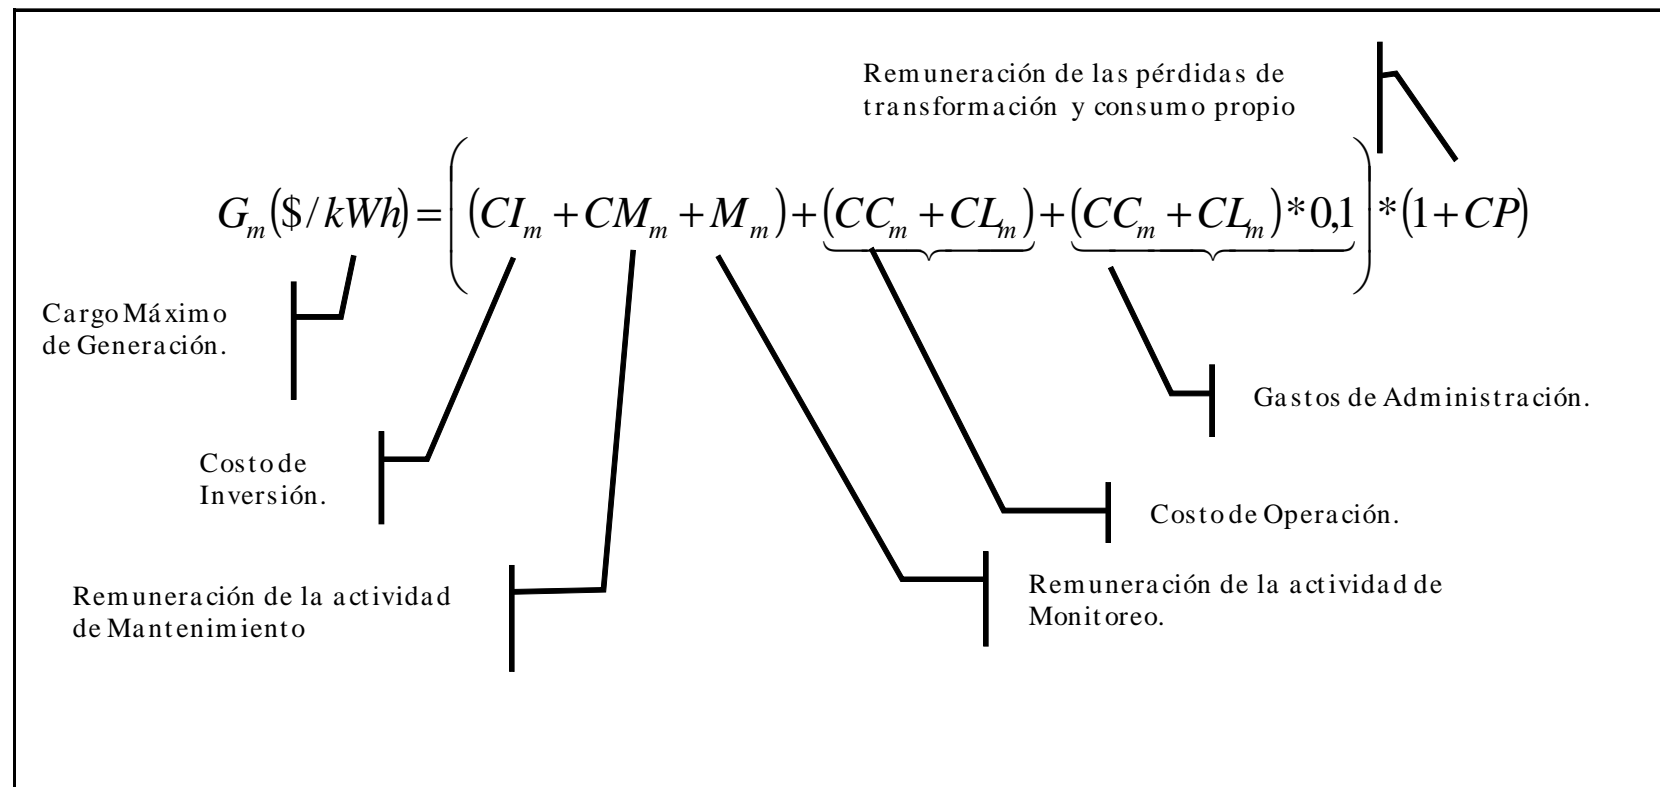 Remuneración de las pérdidas de
transformación y consumo propio
G_m($/kWh) = ((CI_m + CM_m + M_m) + (CC_m + CL_m) + (CC_m + CL_m) * 0,1) * (1 + CP)
Cargo Máximo
de Generación.
Gastos de Administración.
Costo de
Inversión.
Costo de Operación.
Remuneración de la actividad
de Mantenimiento
Remuneración de la actividad de
Monitoreo.